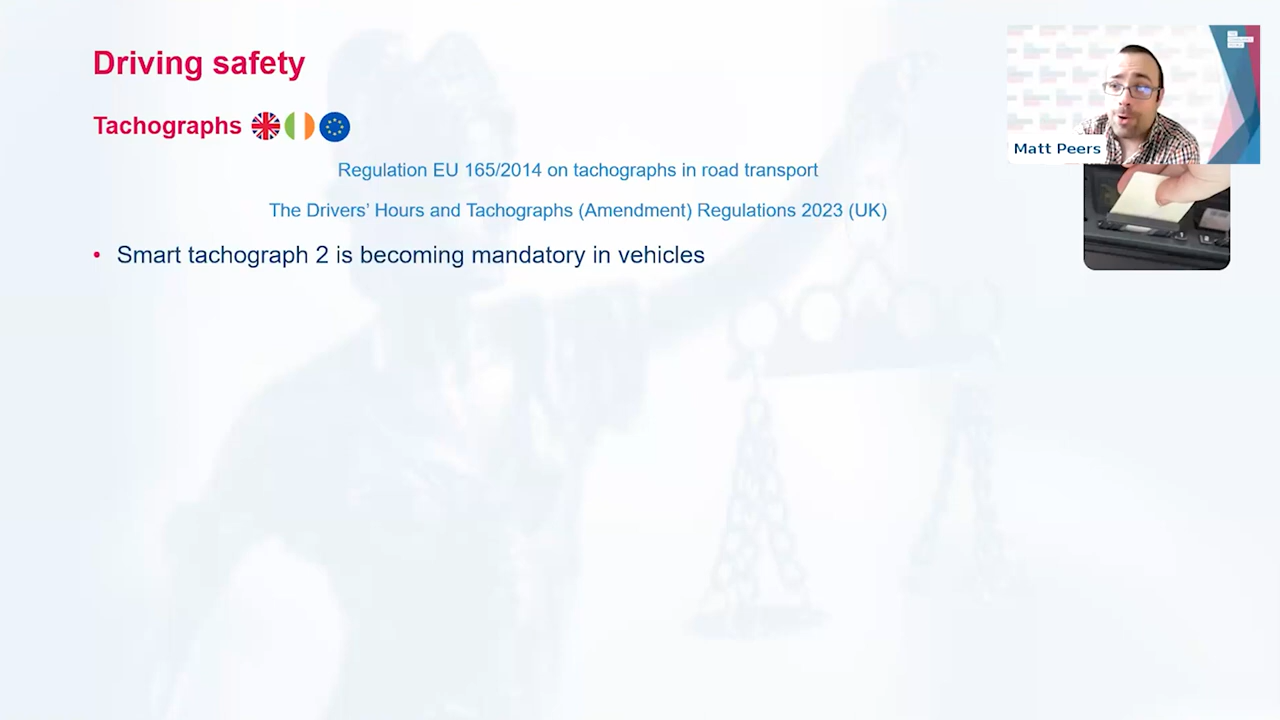 Driving safety
Tachographs
Regulation EU 165/2014 on tachographs in road transport
The Drivers’ Hours and Tachographs (Amendment) Regulations 2023 (UK)
• Smart tachograph 2 is becoming mandatory in vehicles
Matt Peers